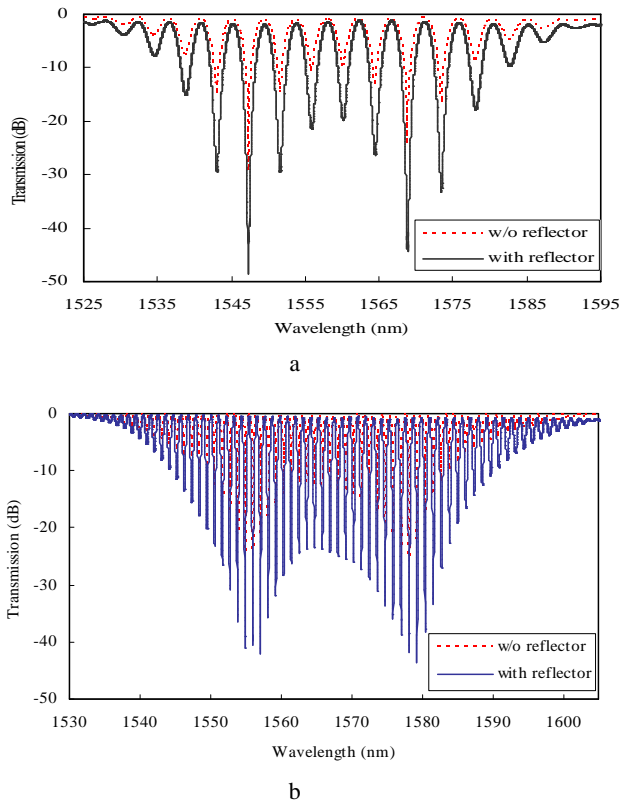 0
-10
-20
-30
-40
-50
Transmission (dB)
w/o reflector
with reflector
1525 1535 1545 1555 1565 1575 1585 1595
Wavelength (nm)
a
0
-10
-20
-30
-40
-50
Transmission (dB)
w/o reflector
with reflector
1530 1540 1550 1560 1570 1580 1590 1600
Wavelength (nm)
b